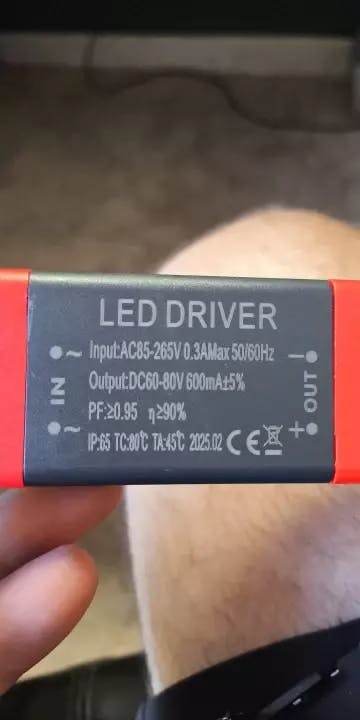 LED DRIVER
~ Input:AC85-265V 0.3AMax 50/60Hz −
IN
Output:DC60-80V 600mA±5%
OUT
PF:≥0.95 η≥90%
~ IP:65 TC:80℃ TA:45℃ 2025.02 CE +